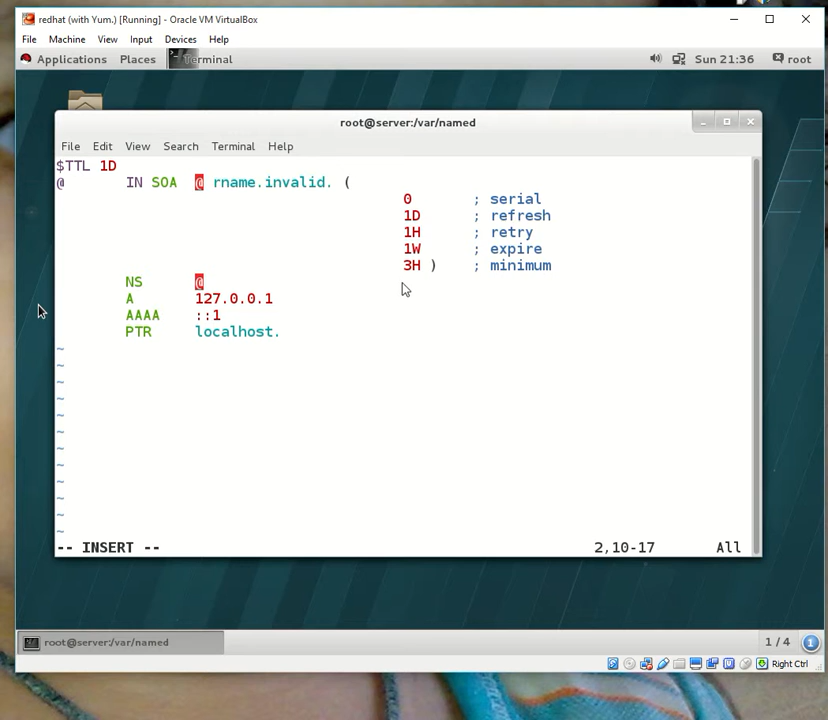 redhat (with Yum.) [Running] - Oracle VM VirtualBox
File Machine View Input Devices Help
Applications Places Terminal Sun 21:36 root
root@server:/var/named
File Edit View Search Terminal Help
$TTL 1D
@ IN SOA @ rname.invalid. (
0 ; serial
1D ; refresh
1H ; retry
1W ; expire
3H ) ; minimum
NS @
A 127.0.0.1
AAAA ::1
PTR localhost.
~
~
~
~
~
~
~
~
~
~
~
~
-- INSERT -- 2,10-17 All
root@server:/var/named 1 / 4 1
Right Ctrl